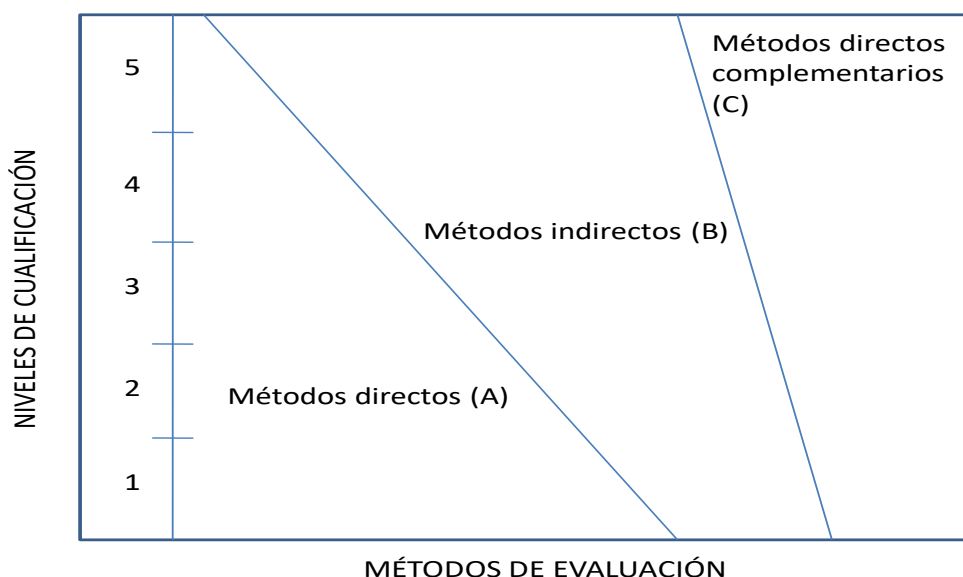 NIVELES DE CUALIFICACIÓN
5
4
3
2
1
Métodos directos
complementarios
(C)
Métodos indirectos (B)
Métodos directos (A)
MÉTODOS DE EVALUACIÓN